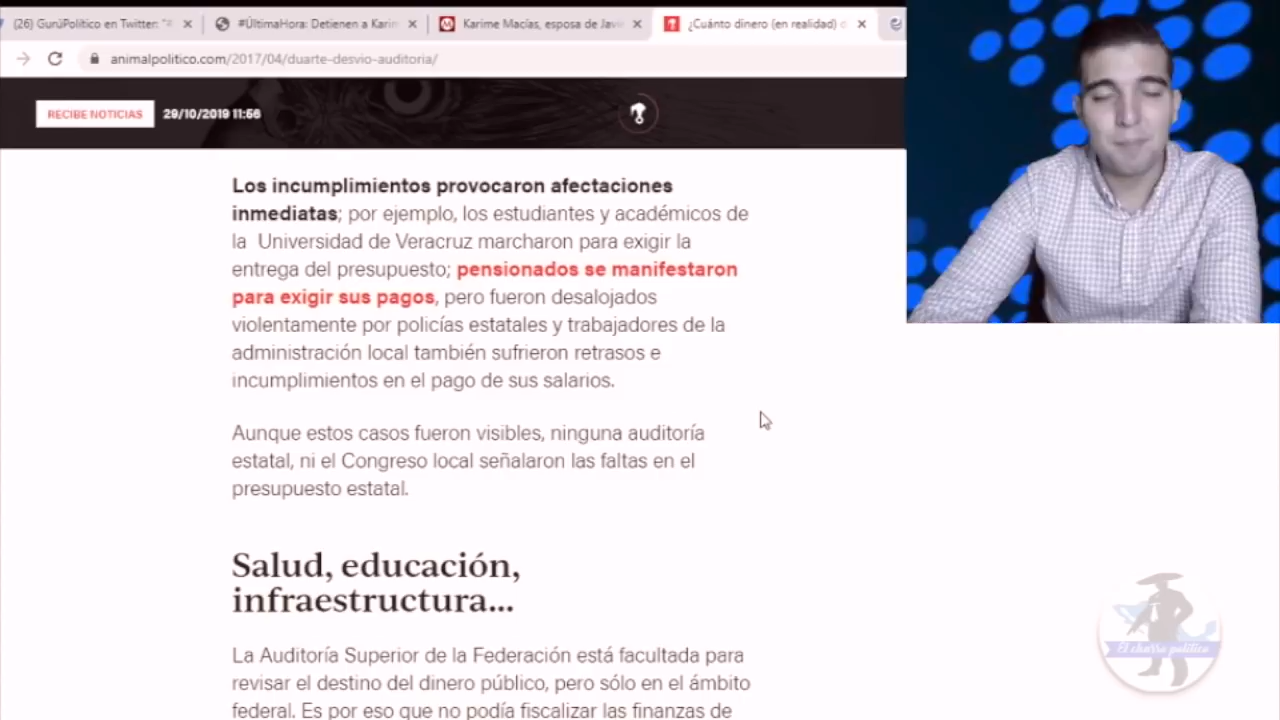 (26) GurúPolítico en Twitter: "#
#ÚltimaHora: Detienen a Karim
Karime Macías, esposa de Javi
¿Cuánto dinero (en realidad) d
animalpolitico.com/2017/04/duarte-desvio-auditoria/
RECIBE NOTICIAS
29/10/2019 11:56
Los incumplimientos provocaron afectaciones
inmediatas; por ejemplo, los estudiantes y académicos de
la Universidad de Veracruz marcharon para exigir la
entrega del presupuesto; pensionados se manifestaron
para exigir sus pagos, pero fueron desalojados
violentamente por policías estatales y trabajadores de la
administración local también sufrieron retrasos e
incumplimientos en el pago de sus salarios.
Aunque estos casos fueron visibles, ninguna auditoría
estatal, ni el Congreso local señalaron las faltas en el
presupuesto estatal.
Salud, educación,
infraestructura...
La Auditoría Superior de la Federación está facultada para
revisar el destino del dinero público, pero sólo en el ámbito
federal. Es por eso que no podía fiscalizar las finanzas de
El charro político